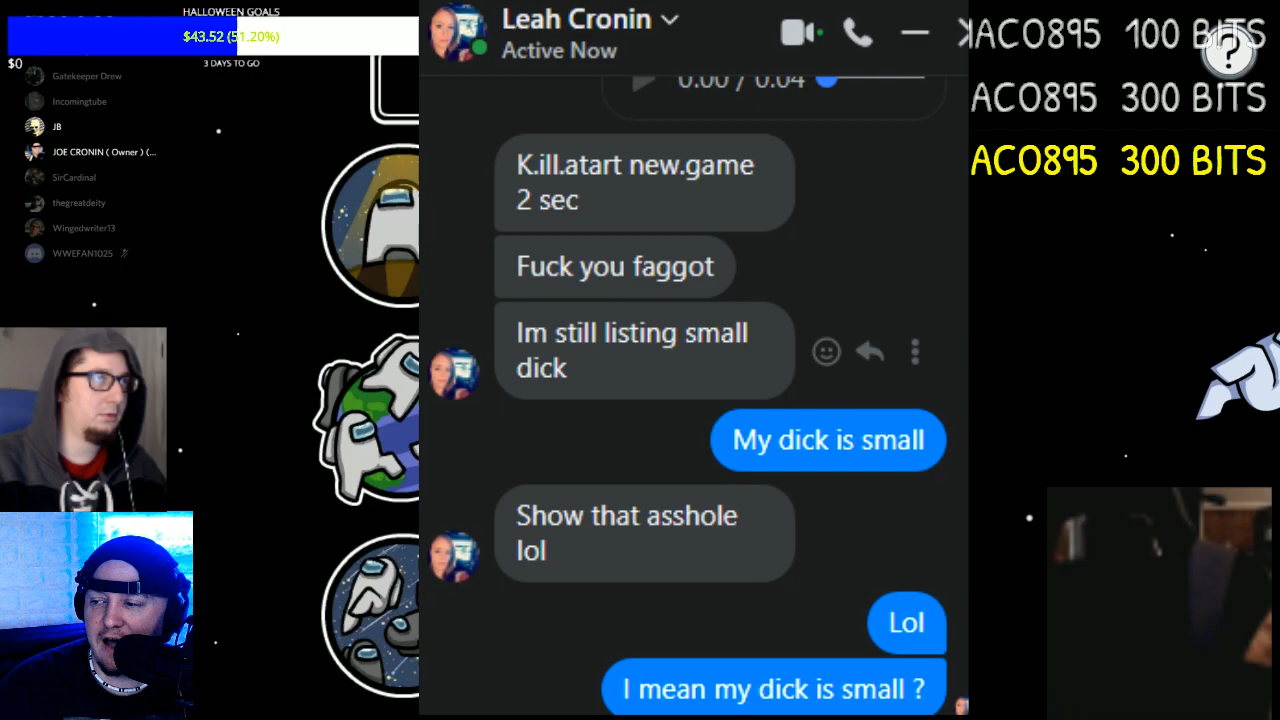 HALLOWEEN GOALS
$43.52 (51.20%)
$0
3 DAYS TO GO
Gatekeeper Drew
Incomingtube
JB
JOE CRONIN ( Owner ) (...
SirCardinal
thegreatdeity
Wingedwriter13
WWEFAN1025
Leah Cronin
Active Now
0:00 / 0:04
K.ill.atart new.game
2 sec
Fuck you faggot
Im still listing small
dick
My dick is small
Show that asshole
lol
Lol
I mean my dick is small ?
ACO895 100 BITS
?
ACO895 300 BITS
ACO895 300 BITS